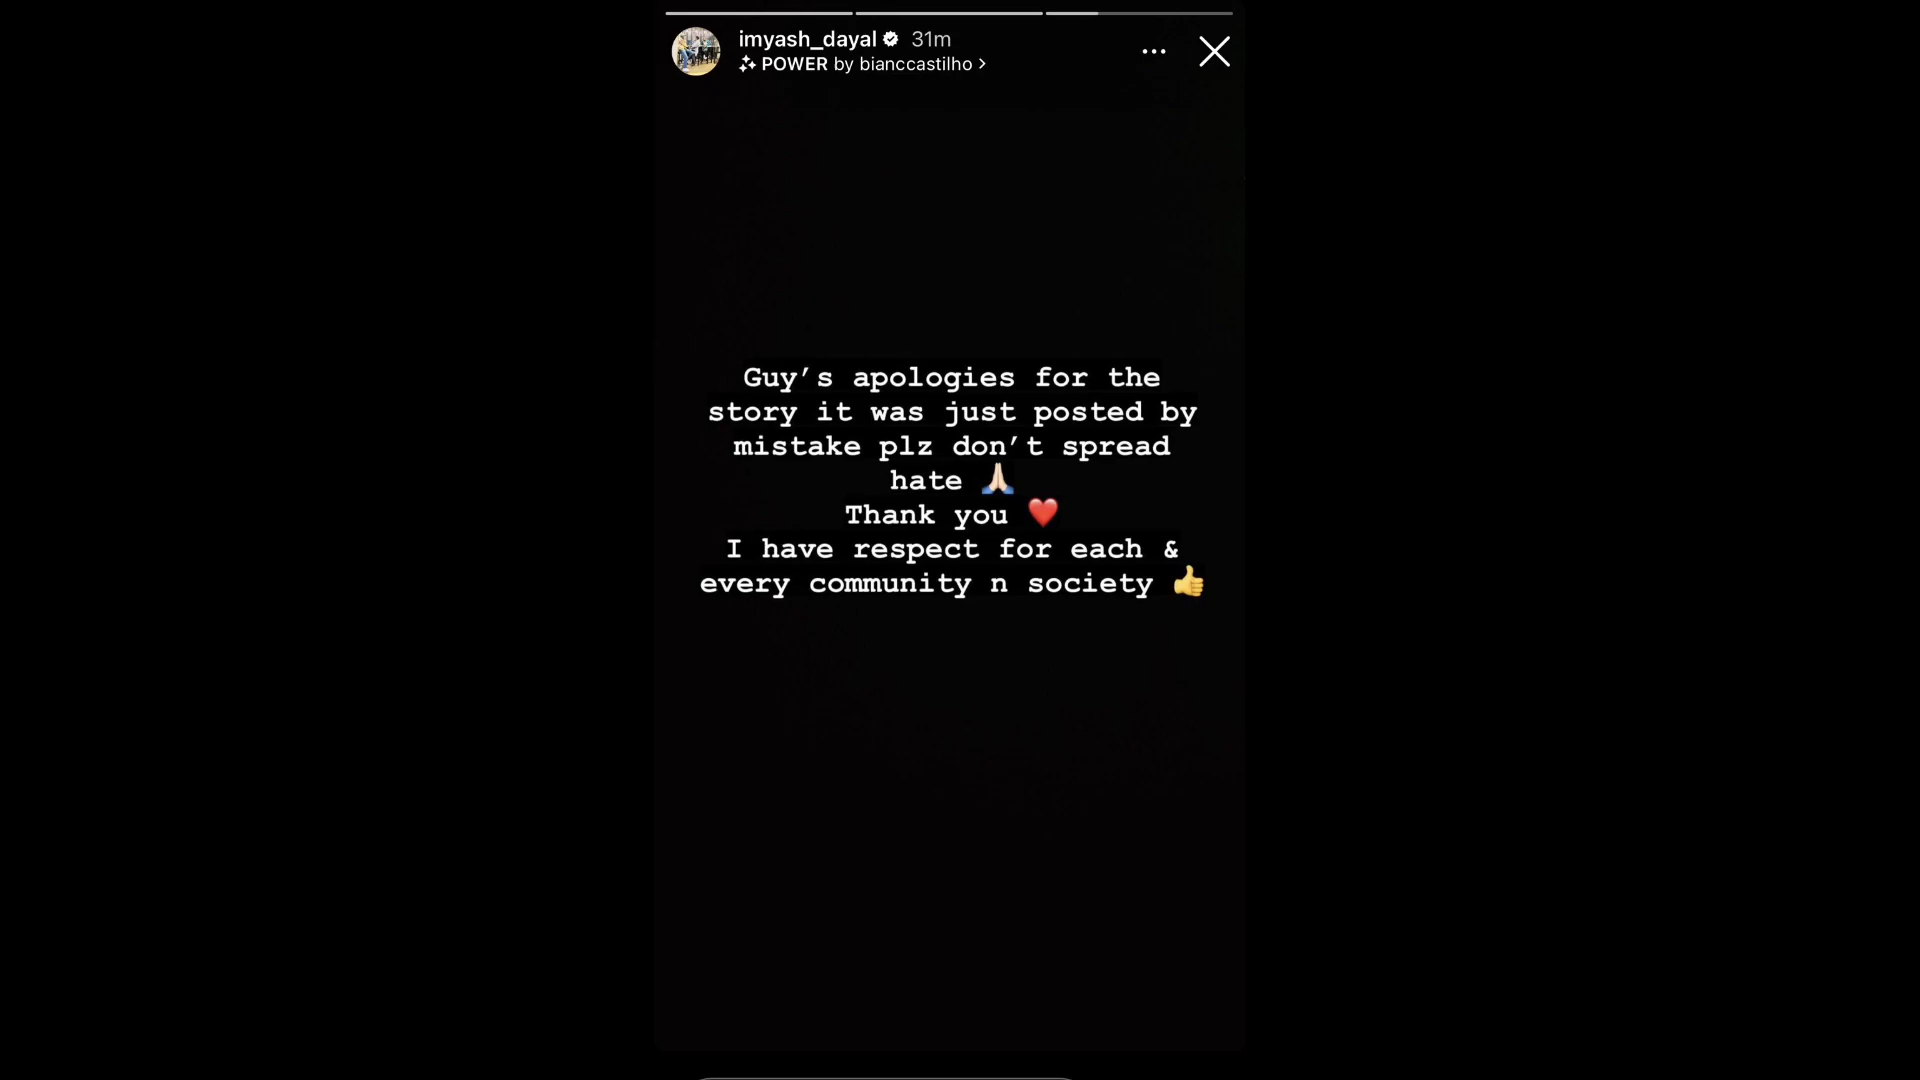 imyash_dayal 31m
POWER by bianccastilho >
Guy’s apologies for the
story it was just posted by
mistake plz don’t spread
hate 🙏🏻
Thank you ❤️
I have respect for each &
every community n society 👍